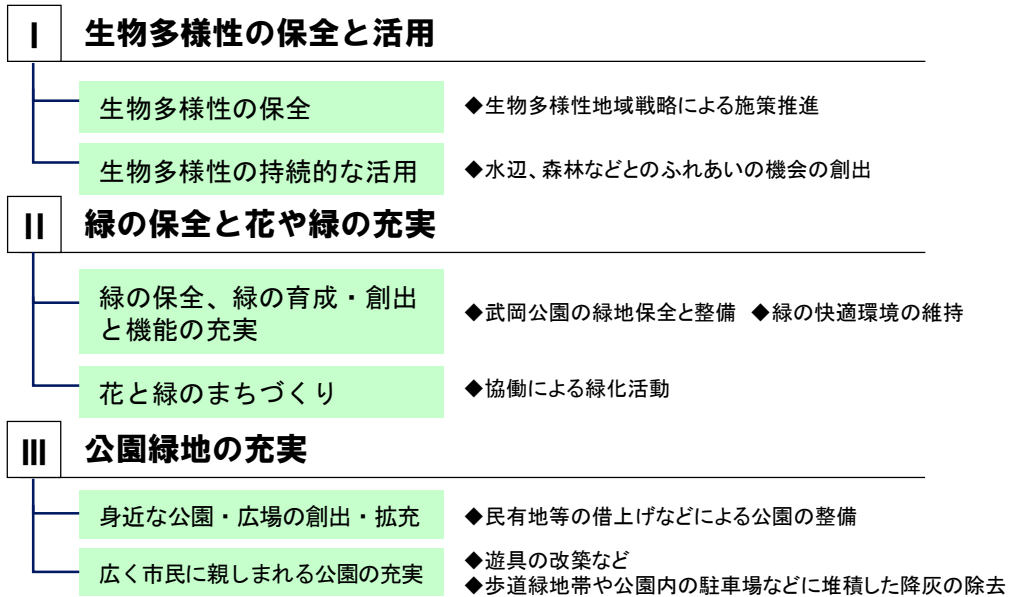 I 生物多様性の保全と活用
生物多様性の保全 ◆生物多様性地域戦略による施策推進
生物多様性の持続的な活用 ◆水辺、森林などとのふれあいの機会の創出
II 緑の保全と花や緑の充実
緑の保全、緑の育成・創出
と機能の充実
◆武岡公園の緑地保全と整備 ◆緑の快適環境の維持
花と緑のまちづくり ◆協働による緑化活動
III 公園緑地の充実
身近な公園・広場の創出・拡充 ◆民有地等の借上げなどによる公園の整備
広く市民に親しまれる公園の充実
◆遊具の改築など
◆歩道緑地帯や公園内の駐車場などに堆積した降灰の除去